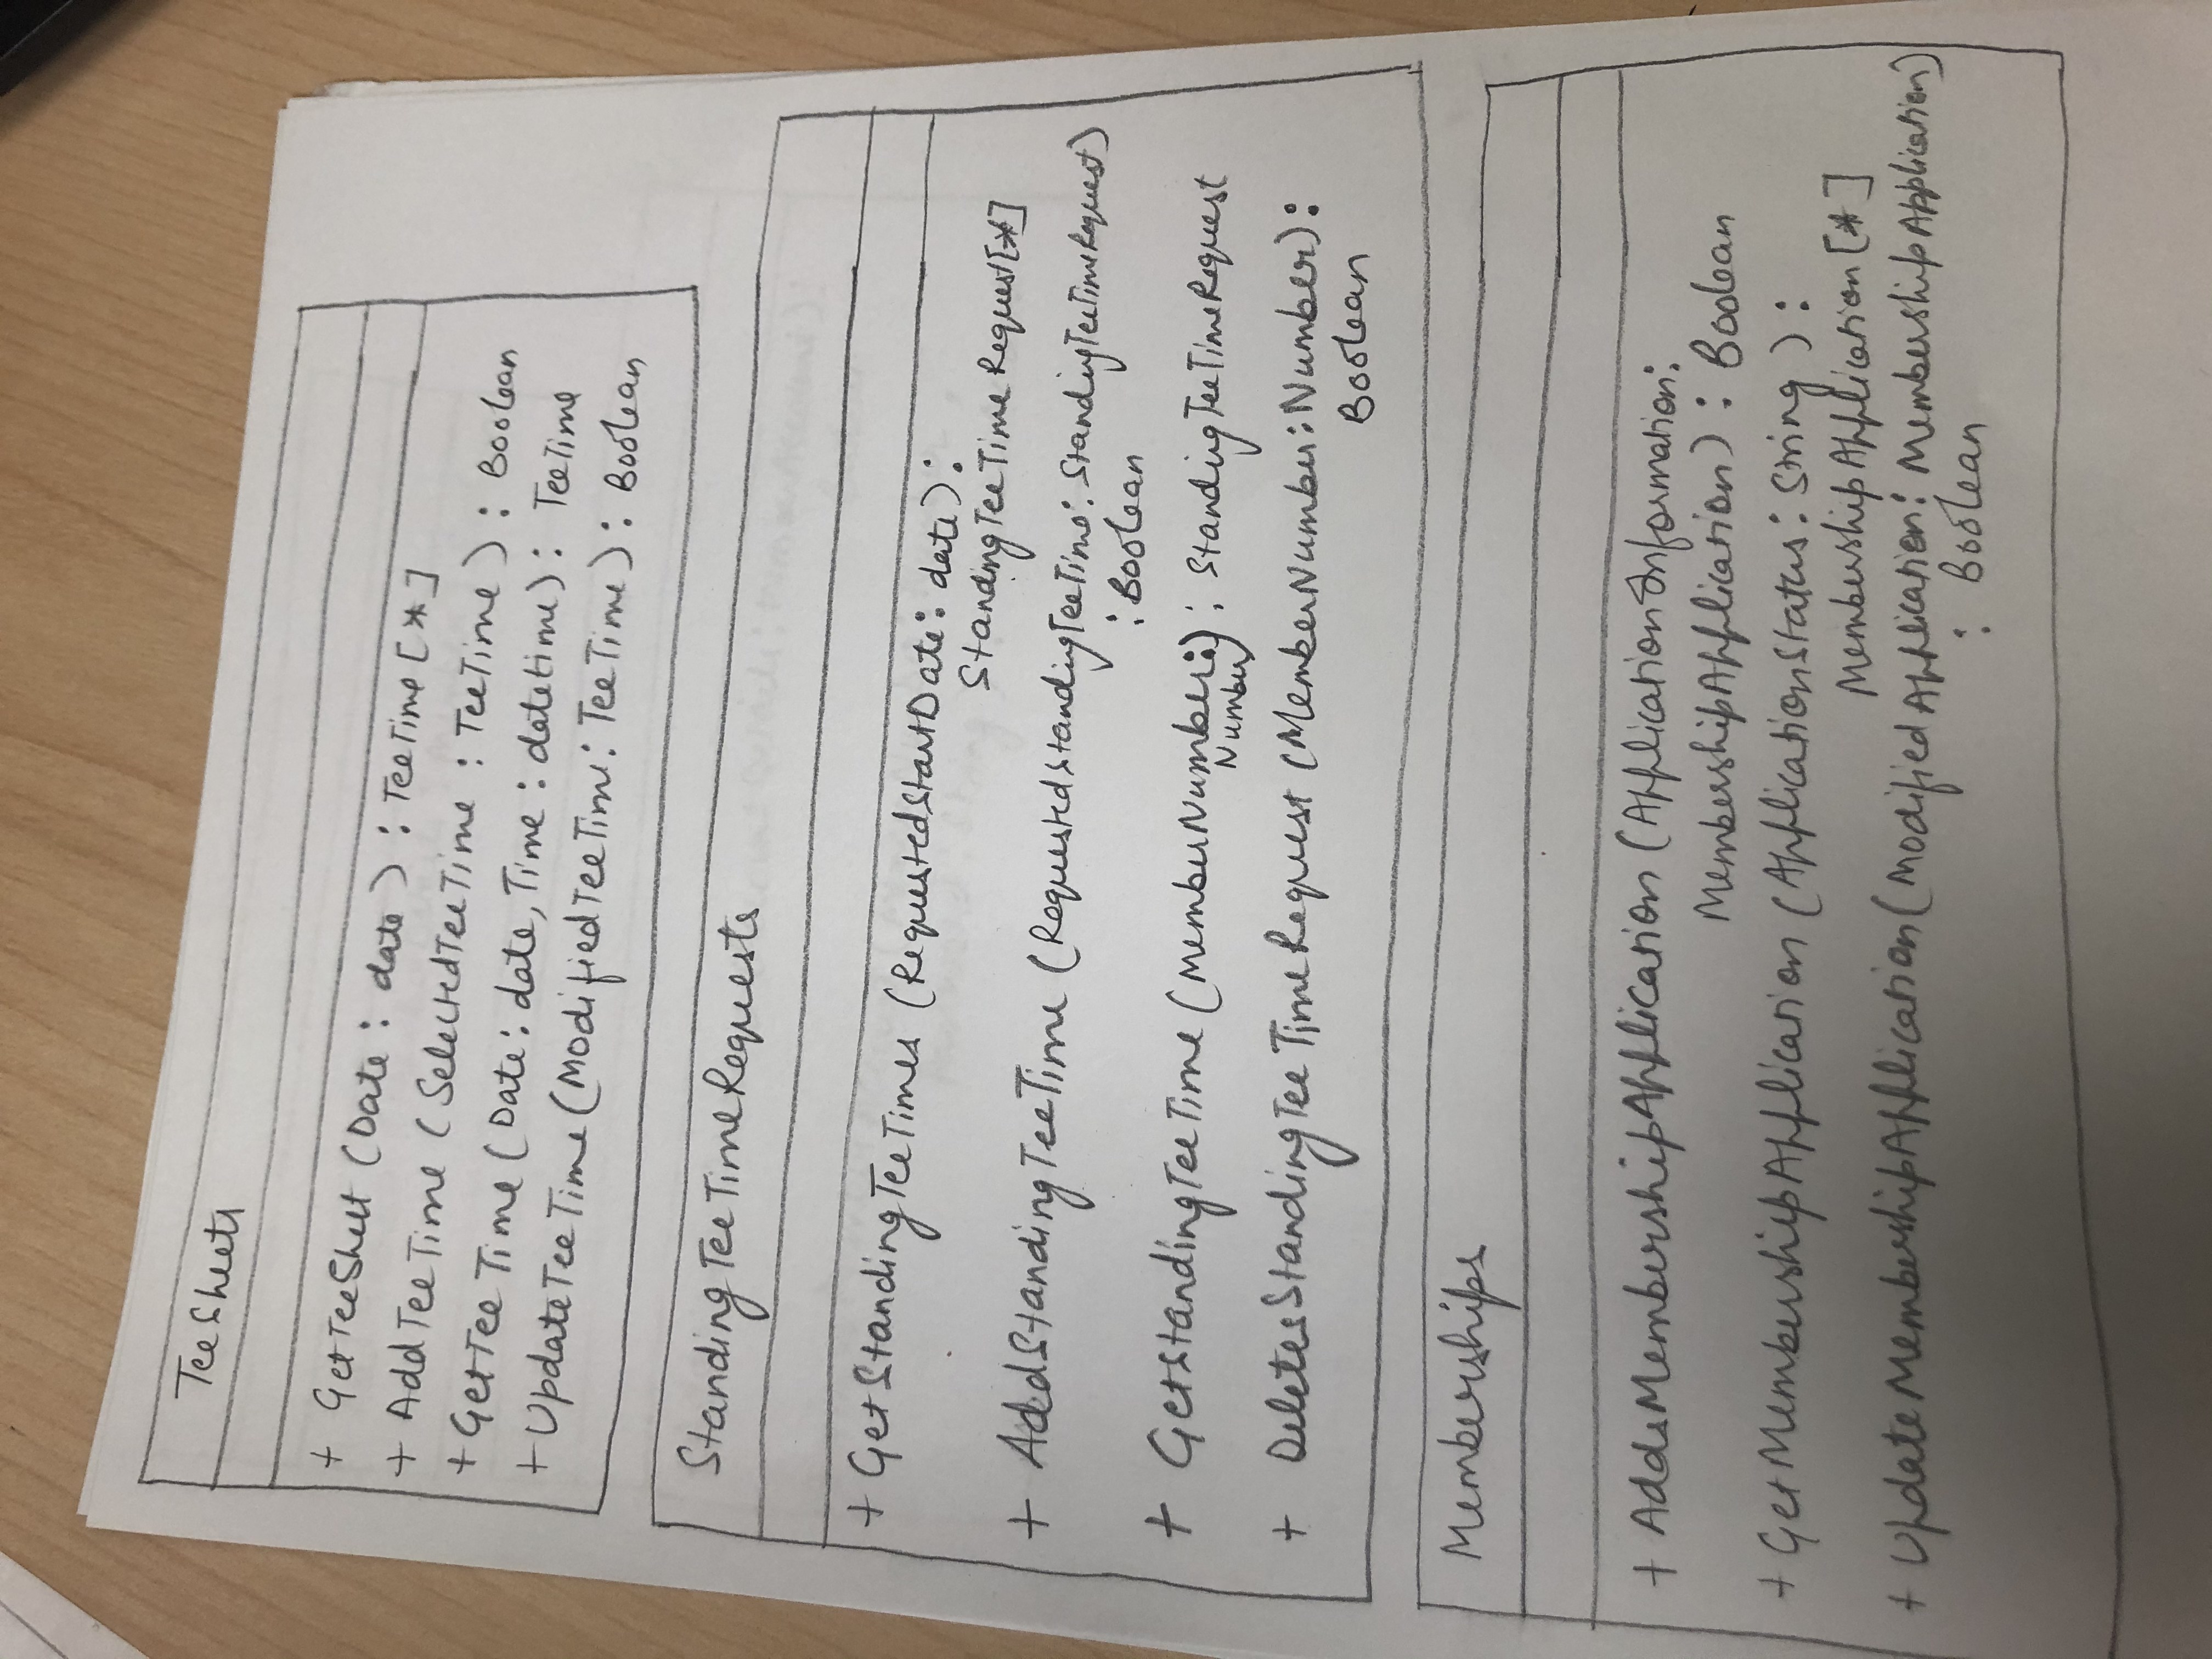 TeeSheets
+ GetTeeSheet (Date : date) : TeeTime [*]
+ AddTeeTime (SelectedTeeTime : TeeTime) : Boolean
+ GetTeeTime (Date: date, Time : datetime) : TeeTime
+ UpdateTeeTime (ModifiedTeeTime: TeeTime) : Boolean
StandingTeeTimeRequests
+ GetStandingTeeTimes (RequestedStartDate: date):
StandingTeeTimeRequest[*]
+ AddStandingTeeTime (RequestedStandingTeeTime: StandingTeeTimeRequest)
: Boolean
+ GetStandingTeeTime (MemberNumber:) : StandingTeeTimeRequest
Number)
+ DeletesStandingTeeTimeRequest (MemberNumber: Number):
Boolean
Memberships
+ AddsMembershipApplication (ApplicationInformation:
MembershipApplication) : Boolean
+ GetMembershipApplication (ApplicationStatus: String ) :
MembershipApplication [*]
+ UpdateMembershipApplication (ModifiedApplication: MembershipApplication)
: Boolean